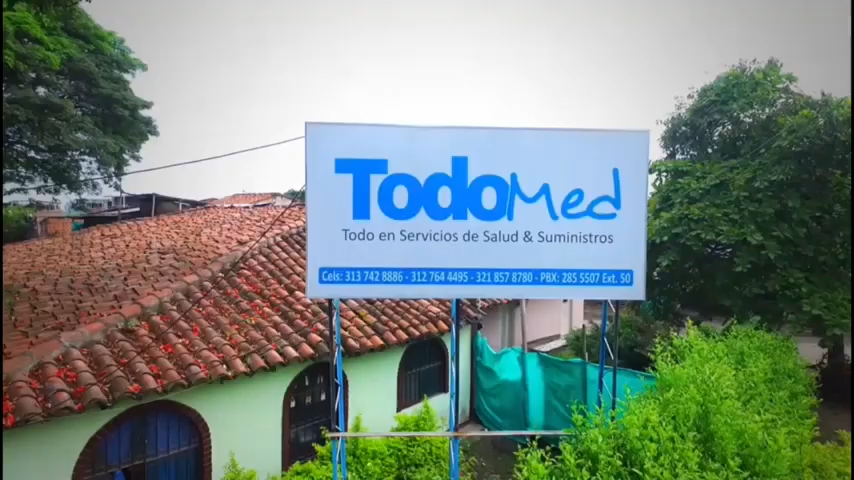 TodoMed
Todo en Servicios de Salud & Suministros
Cels: 313 742 8886 - 312 764 4495 - 321 857 8780 - PBX: 285 5507 Ext. 50